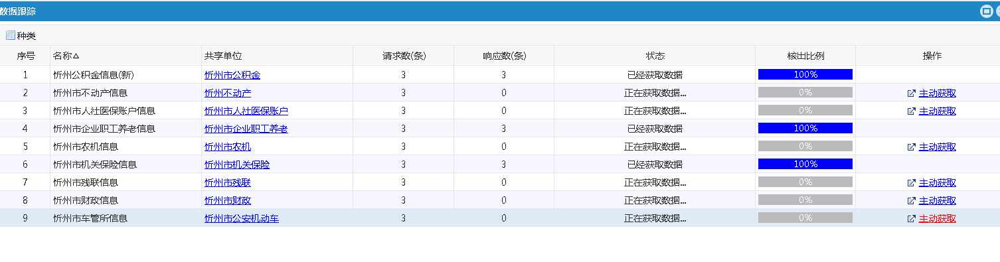 数据跟踪
种类
序号 名称 共享单位 请求数(条) 响应数(条) 状态 核出比例 操作
1 忻州公积金信息(新) 忻州市公积金 3 3 已经获取数据 100%
2 忻州市不动产信息 忻州不动产 3 0 正在获取数据... 0% 主动获取
3 忻州市人社医保账户信息 忻州市人社医保账户 3 0 正在获取数据... 0% 主动获取
4 忻州市企业职工养老信息 忻州市企业职工养老 3 3 已经获取数据 100%
5 忻州市农机信息 忻州市农机 3 0 正在获取数据... 0% 主动获取
6 忻州市机关保险信息 忻州市机关保险 3 3 已经获取数据 100%
7 忻州市残联信息 忻州市残联 3 0 正在获取数据... 0% 主动获取
8 忻州市财政信息 忻州市财政 3 0 正在获取数据... 0% 主动获取
9 忻州市车管所信息 忻州市公安机动车 3 0 正在获取数据... 0% 主动获取